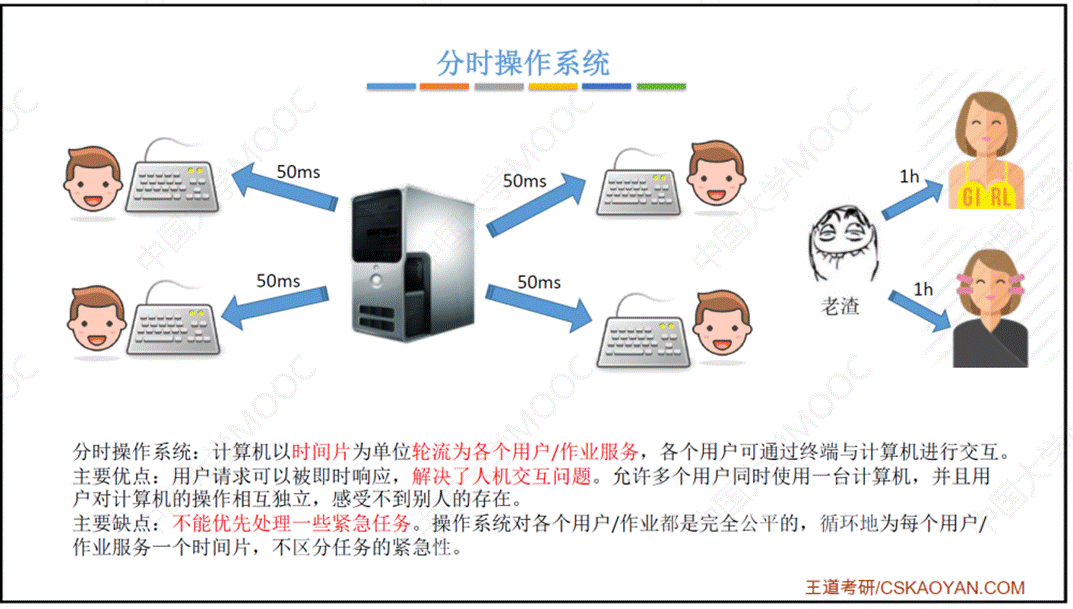 分时操作系统
50ms
50ms
1h
GIRL
50ms
50ms
老渣
1h
分时操作系统：计算机以时间片为单位轮流为各个用户/作业服务，各个用户可通过终端与计算机进行交互。
主要优点：用户请求可以被即时响应，解决了人机交互问题。允许多个用户同时使用一台计算机，并且用
户对计算机的操作相互独立，感受不到别人的存在。
主要缺点：不能优先处理一些紧急任务。操作系统对各个用户/作业都是完全公平的，循环地为每个用户/
作业服务一个时间片，不区分任务的紧急性。
王道考研/CSKAOYAN.COM
中国大学MOOC